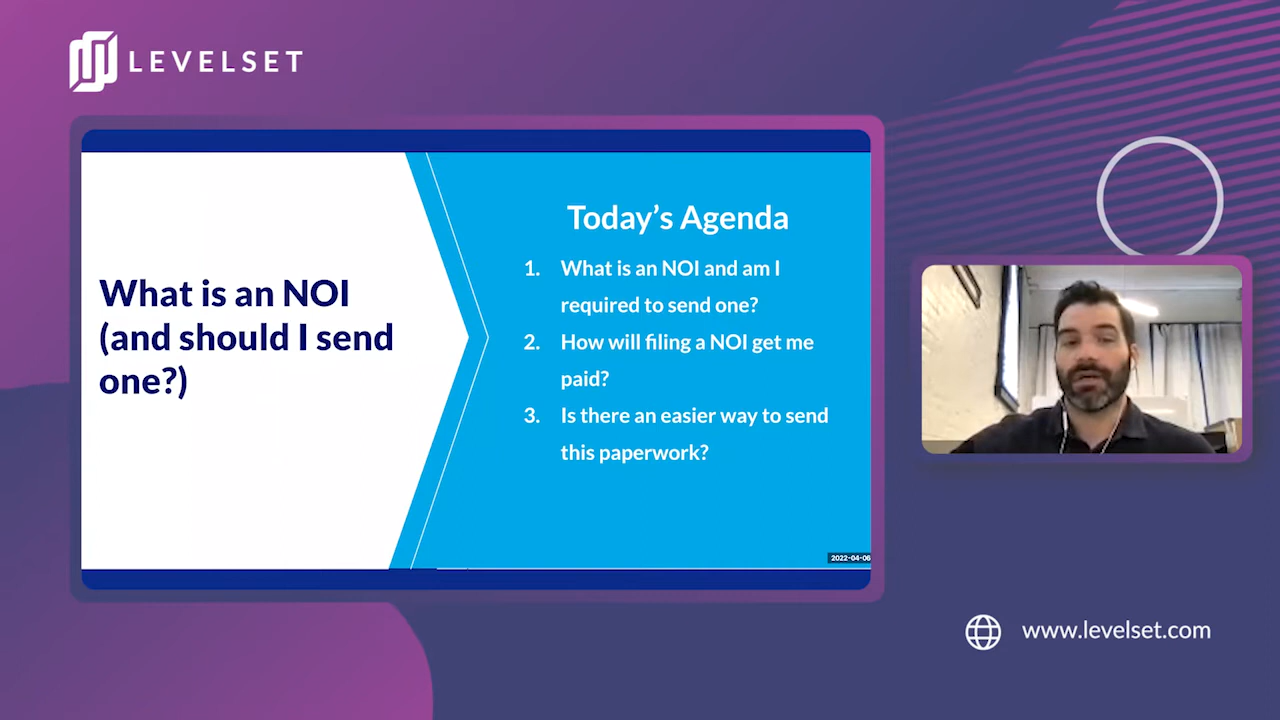 LEVELSET
What is an NOI
(and should I send
one?)
Today's Agenda
1. What is an NOI and am I
required to send one?
2. How will filing a NOI get me
paid?
3. Is there an easier way to send
this paperwork?
2022-04-06
www.levelset.com